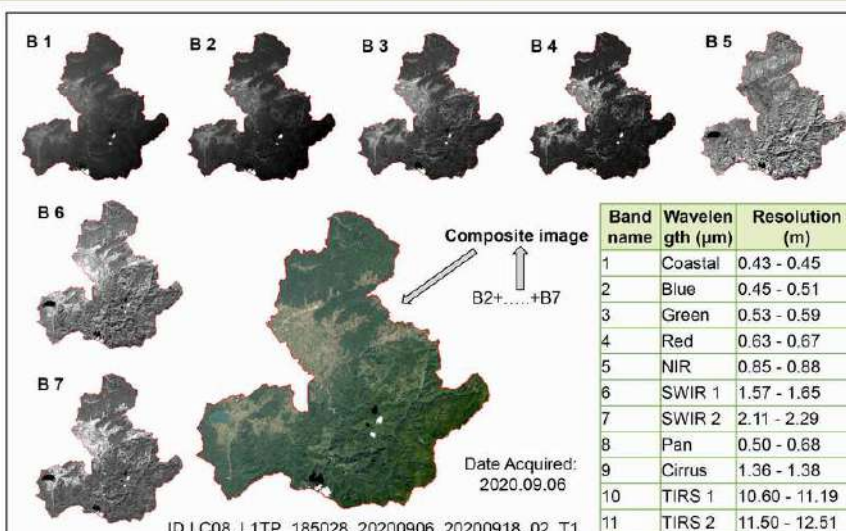 B 1
B 2
B 3
B 4
B 5
B 6
B 7
Composite image
B2+.....+B7
Date Acquired:
2020.09.06
ID LC08_L1TP_185028_20200906_20200918_02_T1
Band name Wavelen gth (µm) Resolution (m)
1 Coastal 0.43 - 0.45
2 Blue 0.45 - 0.51
3 Green 0.53 - 0.59
4 Red 0.63 - 0.67
5 NIR 0.85 - 0.88
6 SWIR 1 1.57 - 1.65
7 SWIR 2 2.11 - 2.29
8 Pan 0.50 - 0.68
9 Cirrus 1.36 - 1.38
10 TIRS 1 10.60 - 11.19
11 TIRS 2 11.50 - 12.51